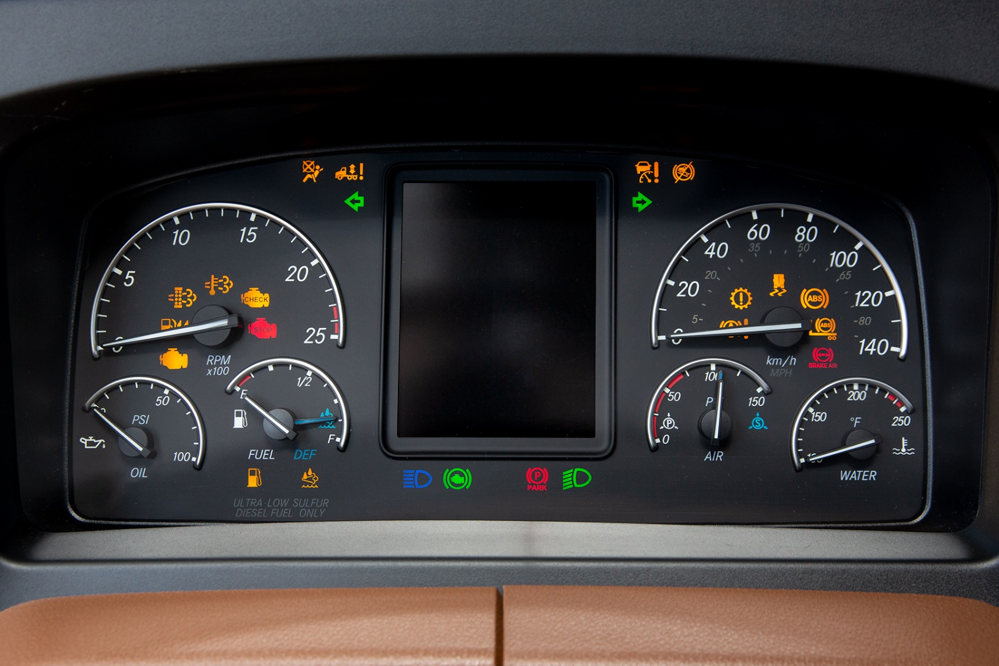 5
10
15
20
25
0
CHECK
STOP
RPM
x100
0
50
100
PSI
OIL
E
1/2
F
FUEL
DEF
ULTRA-LOW SULFUR
DIESEL FUEL ONLY
P
PARK
0
20
40
60
80
100
120
140
5
20
35
50
65
80
ABS
ABS
BRAKE AIR
km/h
MPH
0
50
100
150
P
S
AIR
150
200
250
°F
WATER